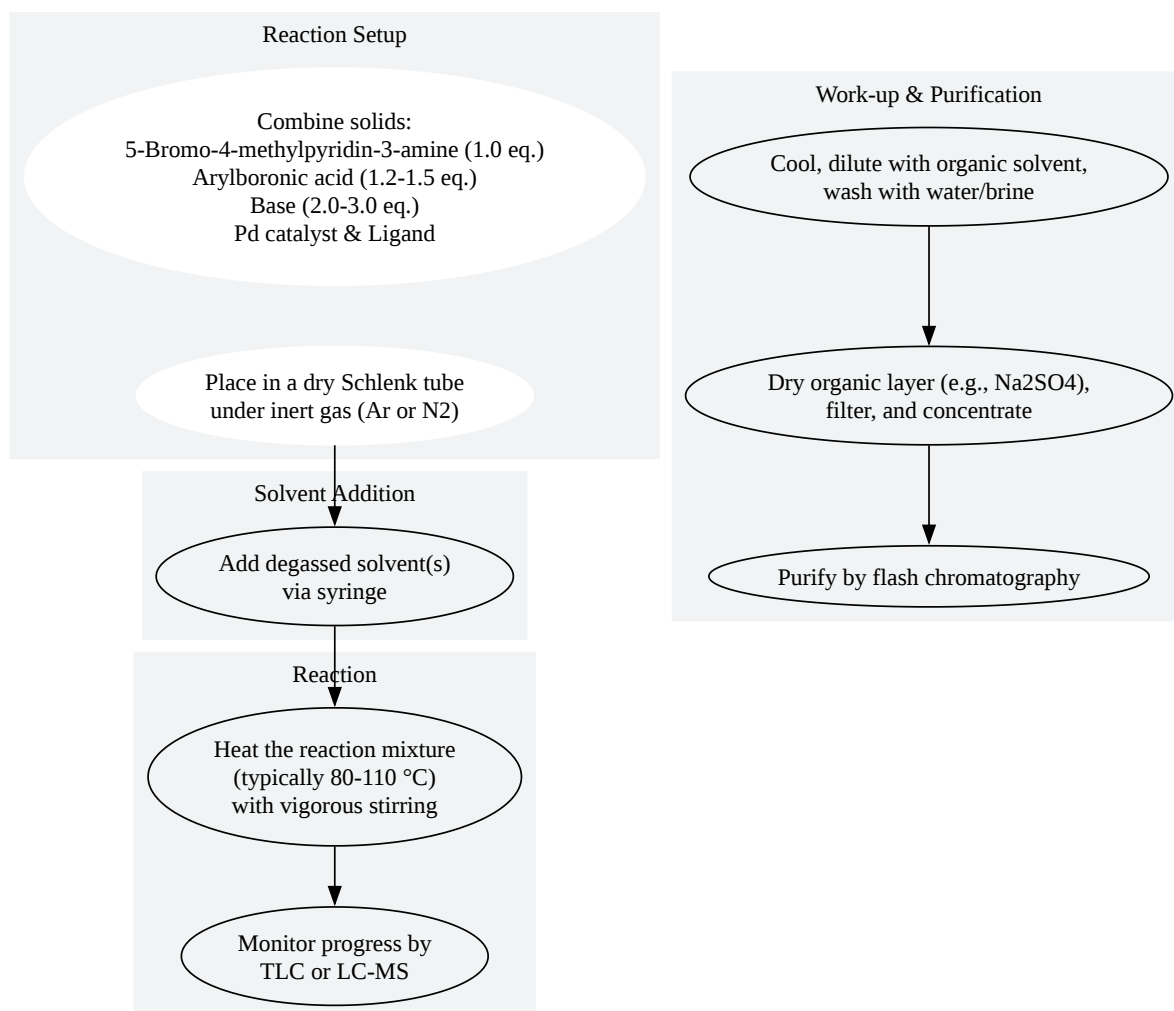 Reaction Setup
Combine solids:
5-Bromo-4-methylpyridin-3-amine (1.0 eq.)
Arylboronic acid (1.2-1.5 eq.)
Base (2.0-3.0 eq.)
Pd catalyst & Ligand
Place in a dry Schlenk tube
under inert gas (Ar or N2)
Solvent Addition
Add degassed solvent(s)
via syringe
Reaction
Heat the reaction mixture
(typically 80-110 °C)
with vigorous stirring
Monitor progress by
TLC or LC-MS
Work-up & Purification
Cool, dilute with organic solvent,
wash with water/brine
Dry organic layer (e.g., Na2SO4),
filter, and concentrate
Purify by flash chromatography